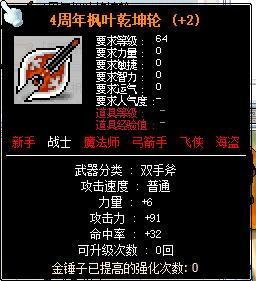 4周年枫叶乾坤轮 (+2)
要求等级: 64
要求力量: 0
要求敏捷: 0
要求智力: 0
要求运气: 0
要求人气度: -
道具等级: -
道具经验值: -
新手 战士 魔法师 弓箭手 飞侠 海盗
武器分类 : 双手斧
攻击速度 : 普通
力量 : +6
攻击力 : +91
命中率 : +32
可升级次数 : 0回
金锤子已提高的强化次数: 0